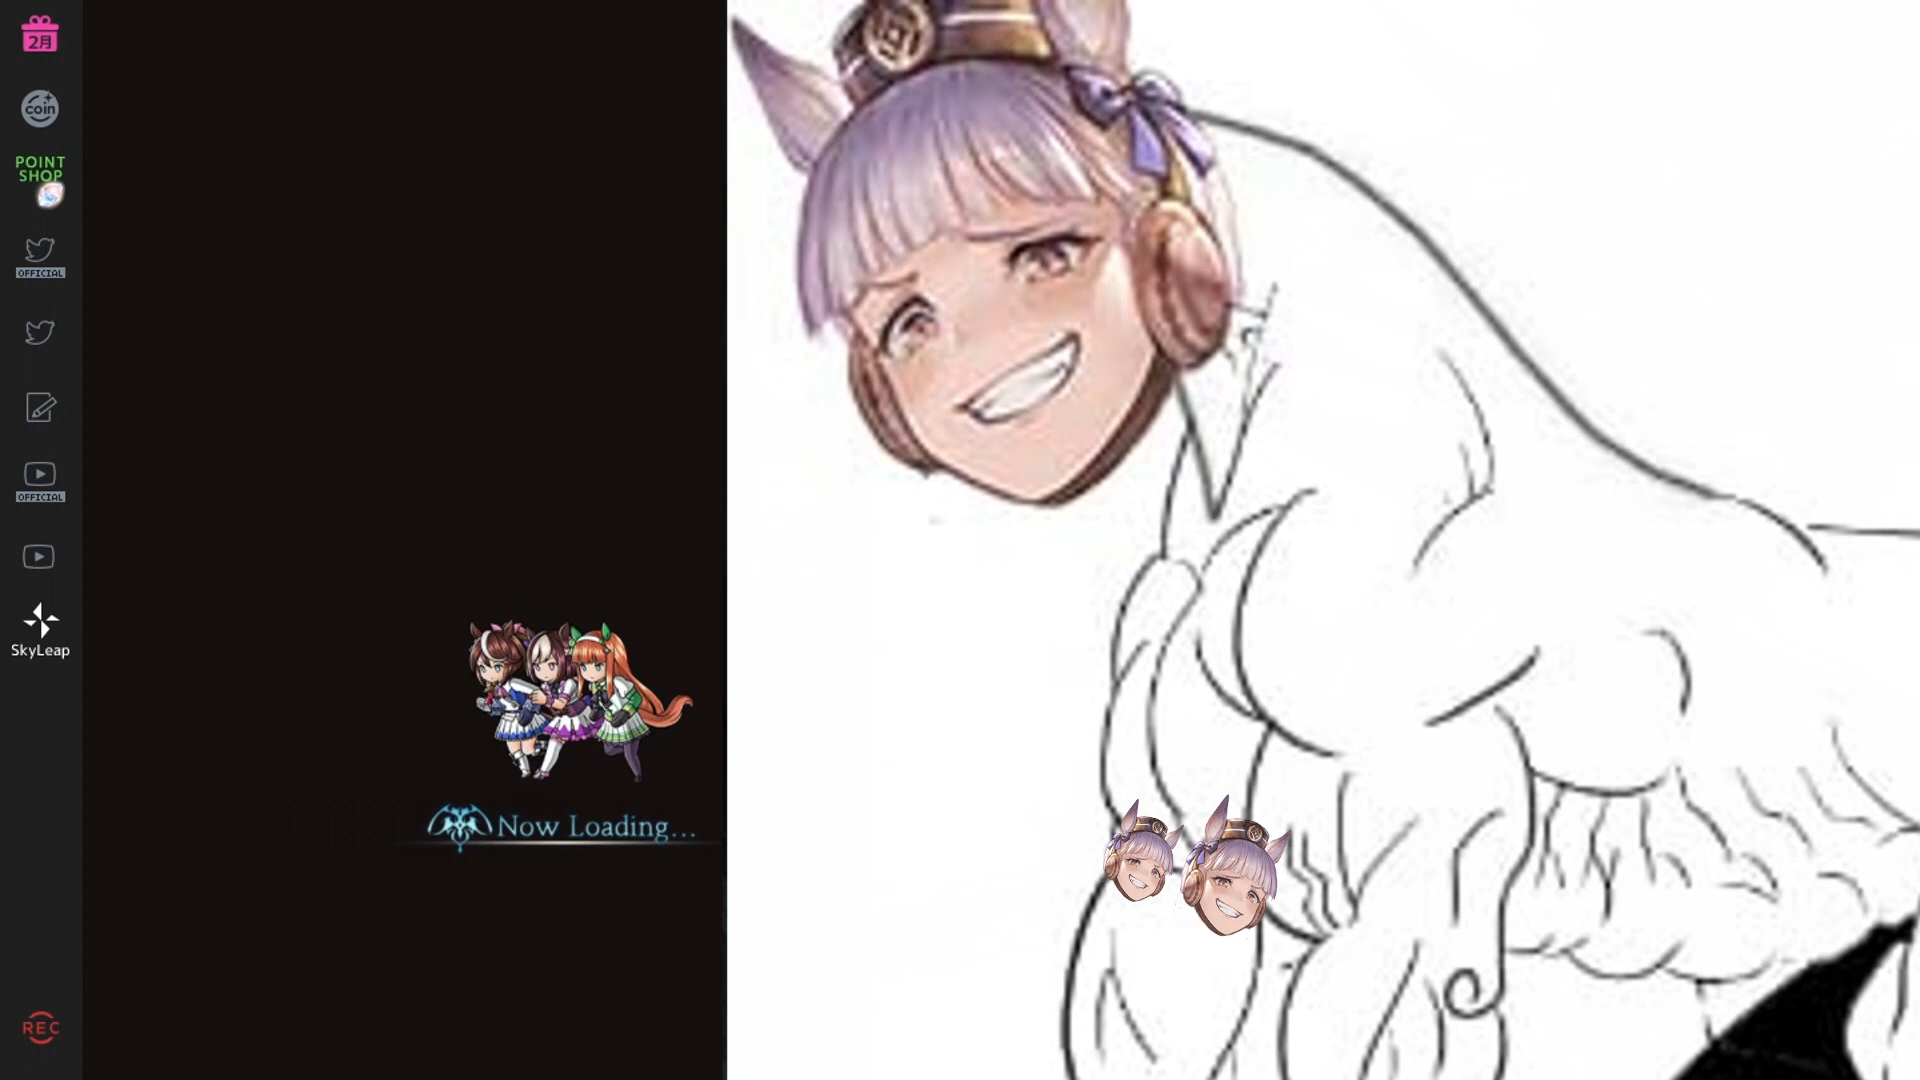 2月
coin
POINT
SHOP
OFFICIAL
OFFICIAL
SkyLeap
Now Loading...
REC